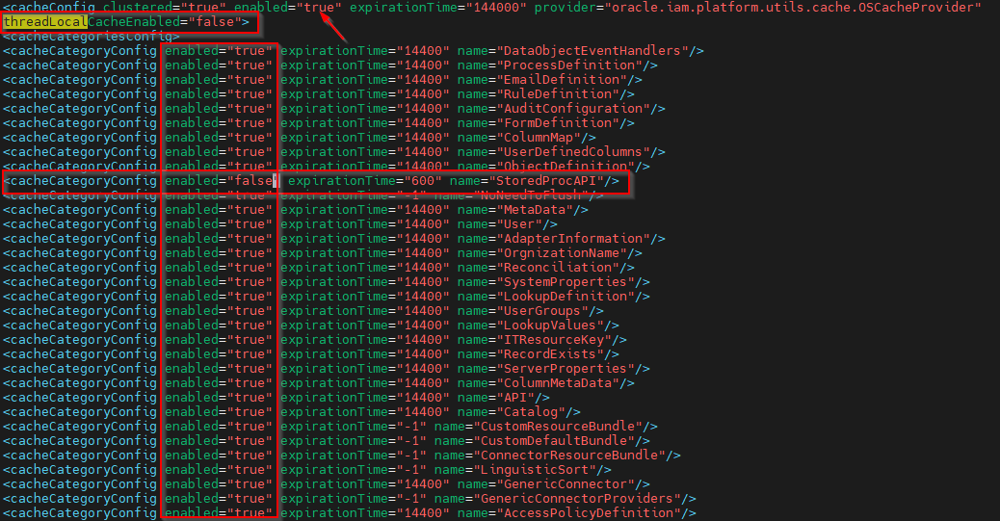 <cacheConfig clustered="true" enabled="true" expirationTime="144000" provider="oracle.iam.platform.utils.cache.OSCacheProvider"
threadLocalCacheEnabled="false">
<cacheCategoriesConfig>
<cacheCategoryConfig enabled="true" expirationTime="14400" name="DataObjectEventHandlers"/>
<cacheCategoryConfig enabled="true" expirationTime="14400" name="ProcessDefinition"/>
<cacheCategoryConfig enabled="true" expirationTime="14400" name="EmailDefinition"/>
<cacheCategoryConfig enabled="true" expirationTime="14400" name="RuleDefinition"/>
<cacheCategoryConfig enabled="true" expirationTime="14400" name="AuditConfiguration"/>
<cacheCategoryConfig enabled="true" expirationTime="14400" name="FormDefinition"/>
<cacheCategoryConfig enabled="true" expirationTime="14400" name="ColumnMap"/>
<cacheCategoryConfig enabled="true" expirationTime="14400" name="UserDefinedColumns"/>
<cacheCategoryConfig enabled="true" expirationTime="14400" name="ObjectDefinition"/>
<cacheCategoryConfig enabled="false" expirationTime="600" name="StoredProcAPI"/>
<cacheCategoryConfig enabled="true" expirationTime="-1" name="NoNeedToFlush"/>
<cacheCategoryConfig enabled="true" expirationTime="14400" name="MetaData"/>
<cacheCategoryConfig enabled="true" expirationTime="14400" name="User"/>
<cacheCategoryConfig enabled="true" expirationTime="14400" name="AdapterInformation"/>
<cacheCategoryConfig enabled="true" expirationTime="14400" name="OrgnizationName"/>
<cacheCategoryConfig enabled="true" expirationTime="14400" name="Reconciliation"/>
<cacheCategoryConfig enabled="true" expirationTime="14400" name="SystemProperties"/>
<cacheCategoryConfig enabled="true" expirationTime="14400" name="LookupDefinition"/>
<cacheCategoryConfig enabled="true" expirationTime="14400" name="UserGroups"/>
<cacheCategoryConfig enabled="true" expirationTime="14400" name="LookupValues"/>
<cacheCategoryConfig enabled="true" expirationTime="14400" name="ITResourceKey"/>
<cacheCategoryConfig enabled="true" expirationTime="14400" name="RecordExists"/>
<cacheCategoryConfig enabled="true" expirationTime="14400" name="ServerProperties"/>
<cacheCategoryConfig enabled="true" expirationTime="14400" name="ColumnMetaData"/>
<cacheCategoryConfig enabled="true" expirationTime="14400" name="API"/>
<cacheCategoryConfig enabled="true" expirationTime="14400" name="Catalog"/>
<cacheCategoryConfig enabled="true" expirationTime="-1" name="CustomResourceBundle"/>
<cacheCategoryConfig enabled="true" expirationTime="-1" name="CustomDefaultBundle"/>
<cacheCategoryConfig enabled="true" expirationTime="-1" name="ConnectorResourceBundle"/>
<cacheCategoryConfig enabled="true" expirationTime="-1" name="LinguisticSort"/>
<cacheCategoryConfig enabled="true" expirationTime="14400" name="GenericConnector"/>
<cacheCategoryConfig enabled="true" expirationTime="-1" name="GenericConnectorProviders"/>
<cacheCategoryConfig enabled="true" expirationTime="14400" name="AccessPolicyDefinition"/>